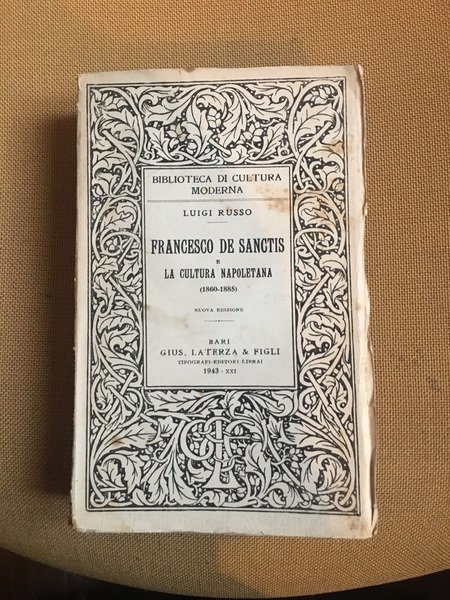 BIBLIOTECA DI CULTURA
MODERNA
LUIGI RUSSO
FRANCESCO DE SANCTIS
E
LA CULTURA NAPOLETANA
(1860-1885)
NUOVA EDIZIONE
BARI
GIUS. LATERZA & FIGLI
TIPOGRAFI-EDITORI-LIBRAI
1943 - XXI